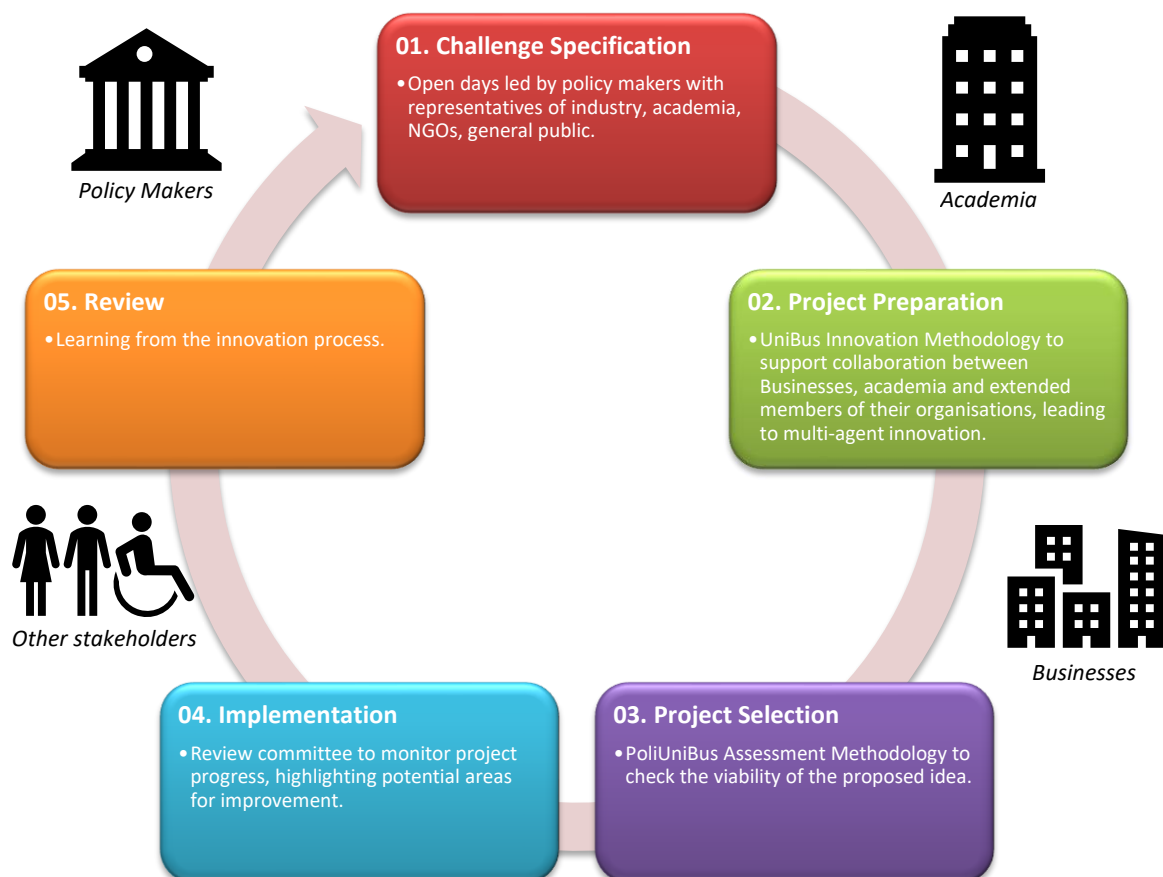 01. Challenge Specification
•Open days led by policy makers with
representatives of industry, academia,
NGOs, general public.
Policy Makers
Academia
05. Review
•Learning from the innovation process.
02. Project Preparation
•UniBus Innovation Methodology to
support collaboration between
Businesses, academia and extended
members of their organisations, leading
to multi-agent innovation.
Other stakeholders
Businesses
04. Implementation
•Review committee to monitor project
progress, highlighting potential areas
for improvement.
03. Project Selection
•PoliUniBus Assessment Methodology to
check the viability of the proposed idea.